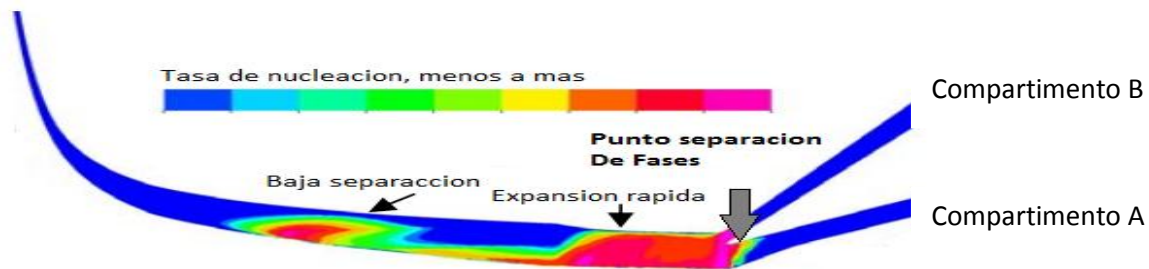 Tasa de nucleacion, menos a mas
Compartimento B
Punto separacion
De Fases
Baja separaccion
Expansion rapida
Compartimento A